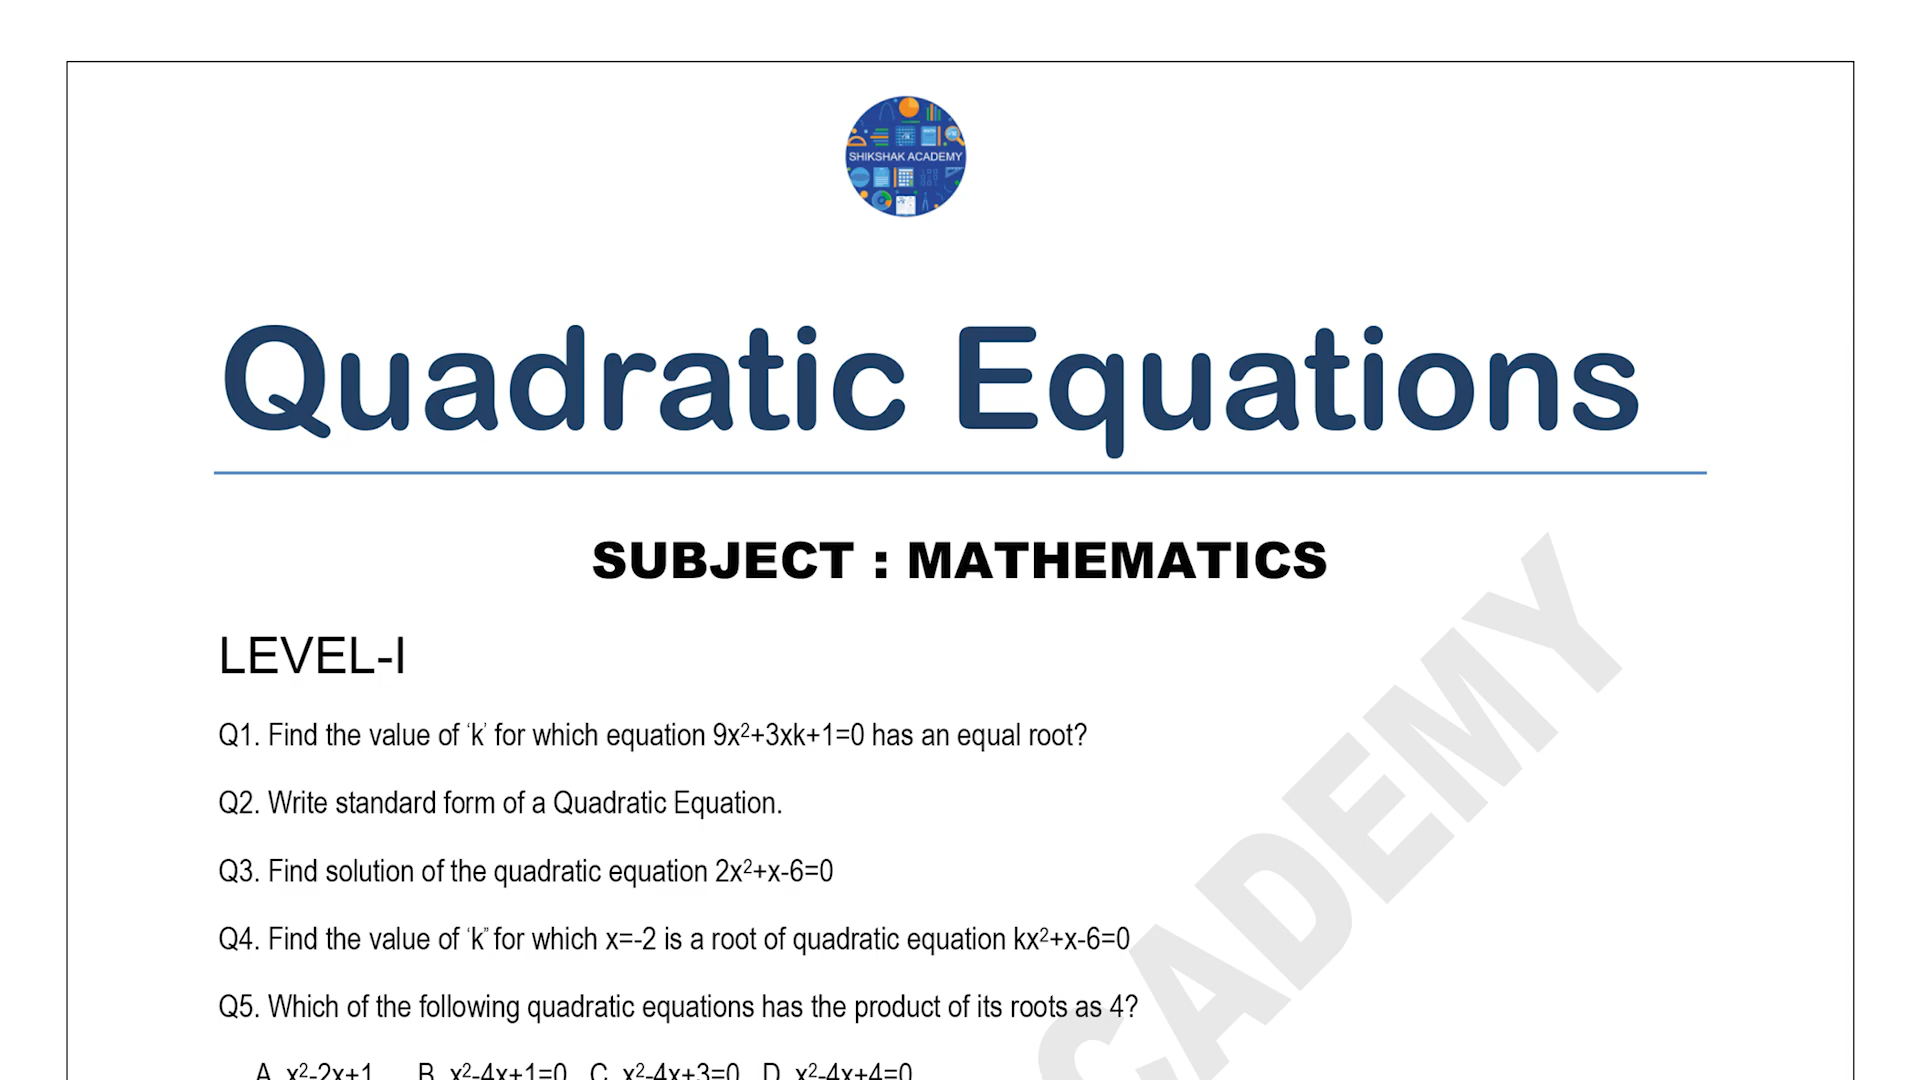 SHIKSHAK ACADEMY
Quadratic Equations
SUBJECT : MATHEMATICS
LEVEL-I
Q1. Find the value of ‘k’ for which equation 9x²+3xk+1=0 has an equal root?
Q2. Write standard form of a Quadratic Equation.
Q3. Find solution of the quadratic equation 2x²+x-6=0
Q4. Find the value of ‘k” for which x=-2 is a root of quadratic equation kx²+x-6=0
Q5. Which of the following quadratic equations has the product of its roots as 4?
A. x²-2x+1 B. x²-4x+1=0 C. x²-4x+3=0 D. x²-4x+4=0
CADEMY